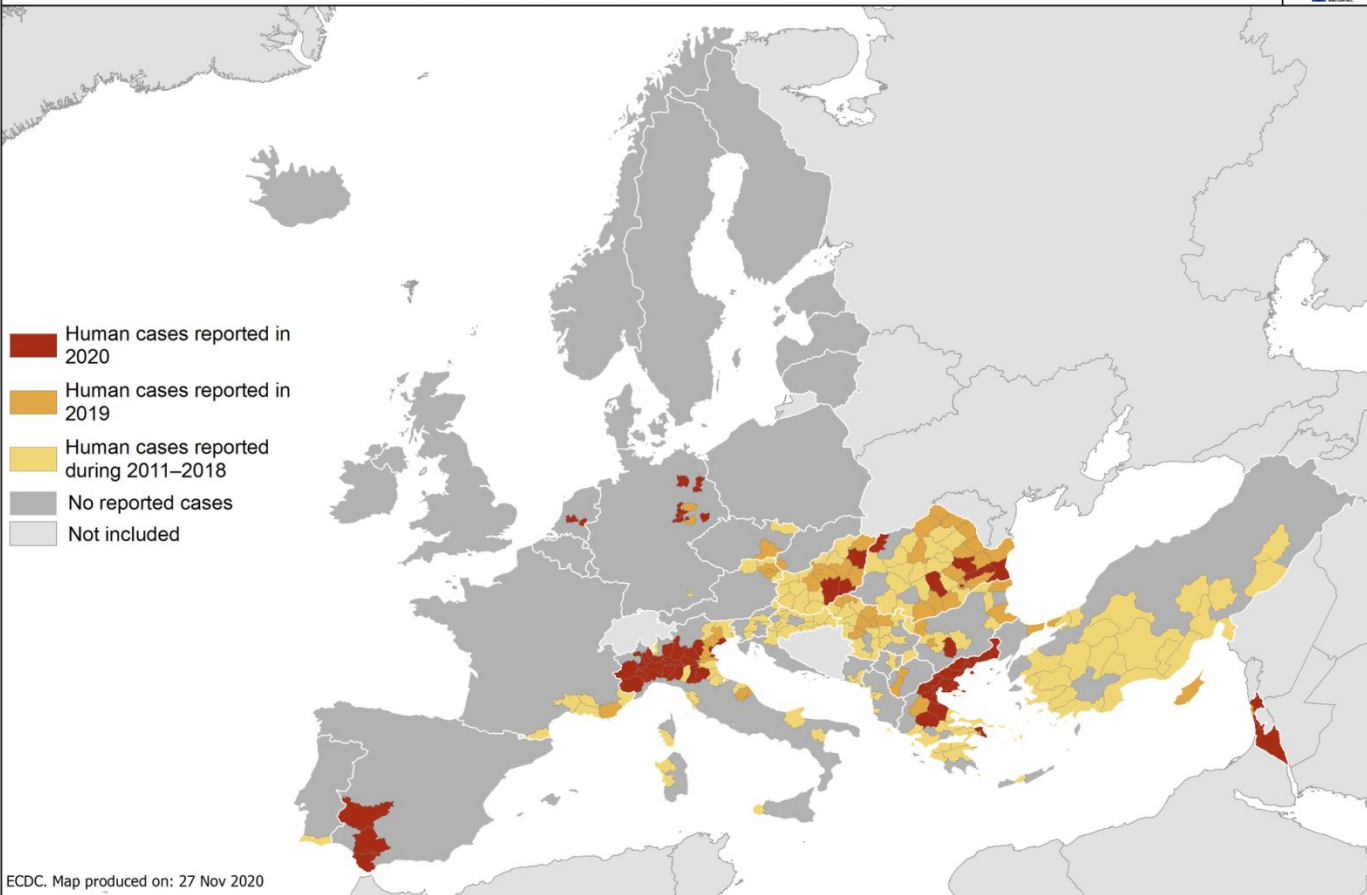 Human cases reported in
2020
Human cases reported in
2019
Human cases reported
during 2011–2018
No reported cases
Not included
ECDC. Map produced on: 27 Nov 2020